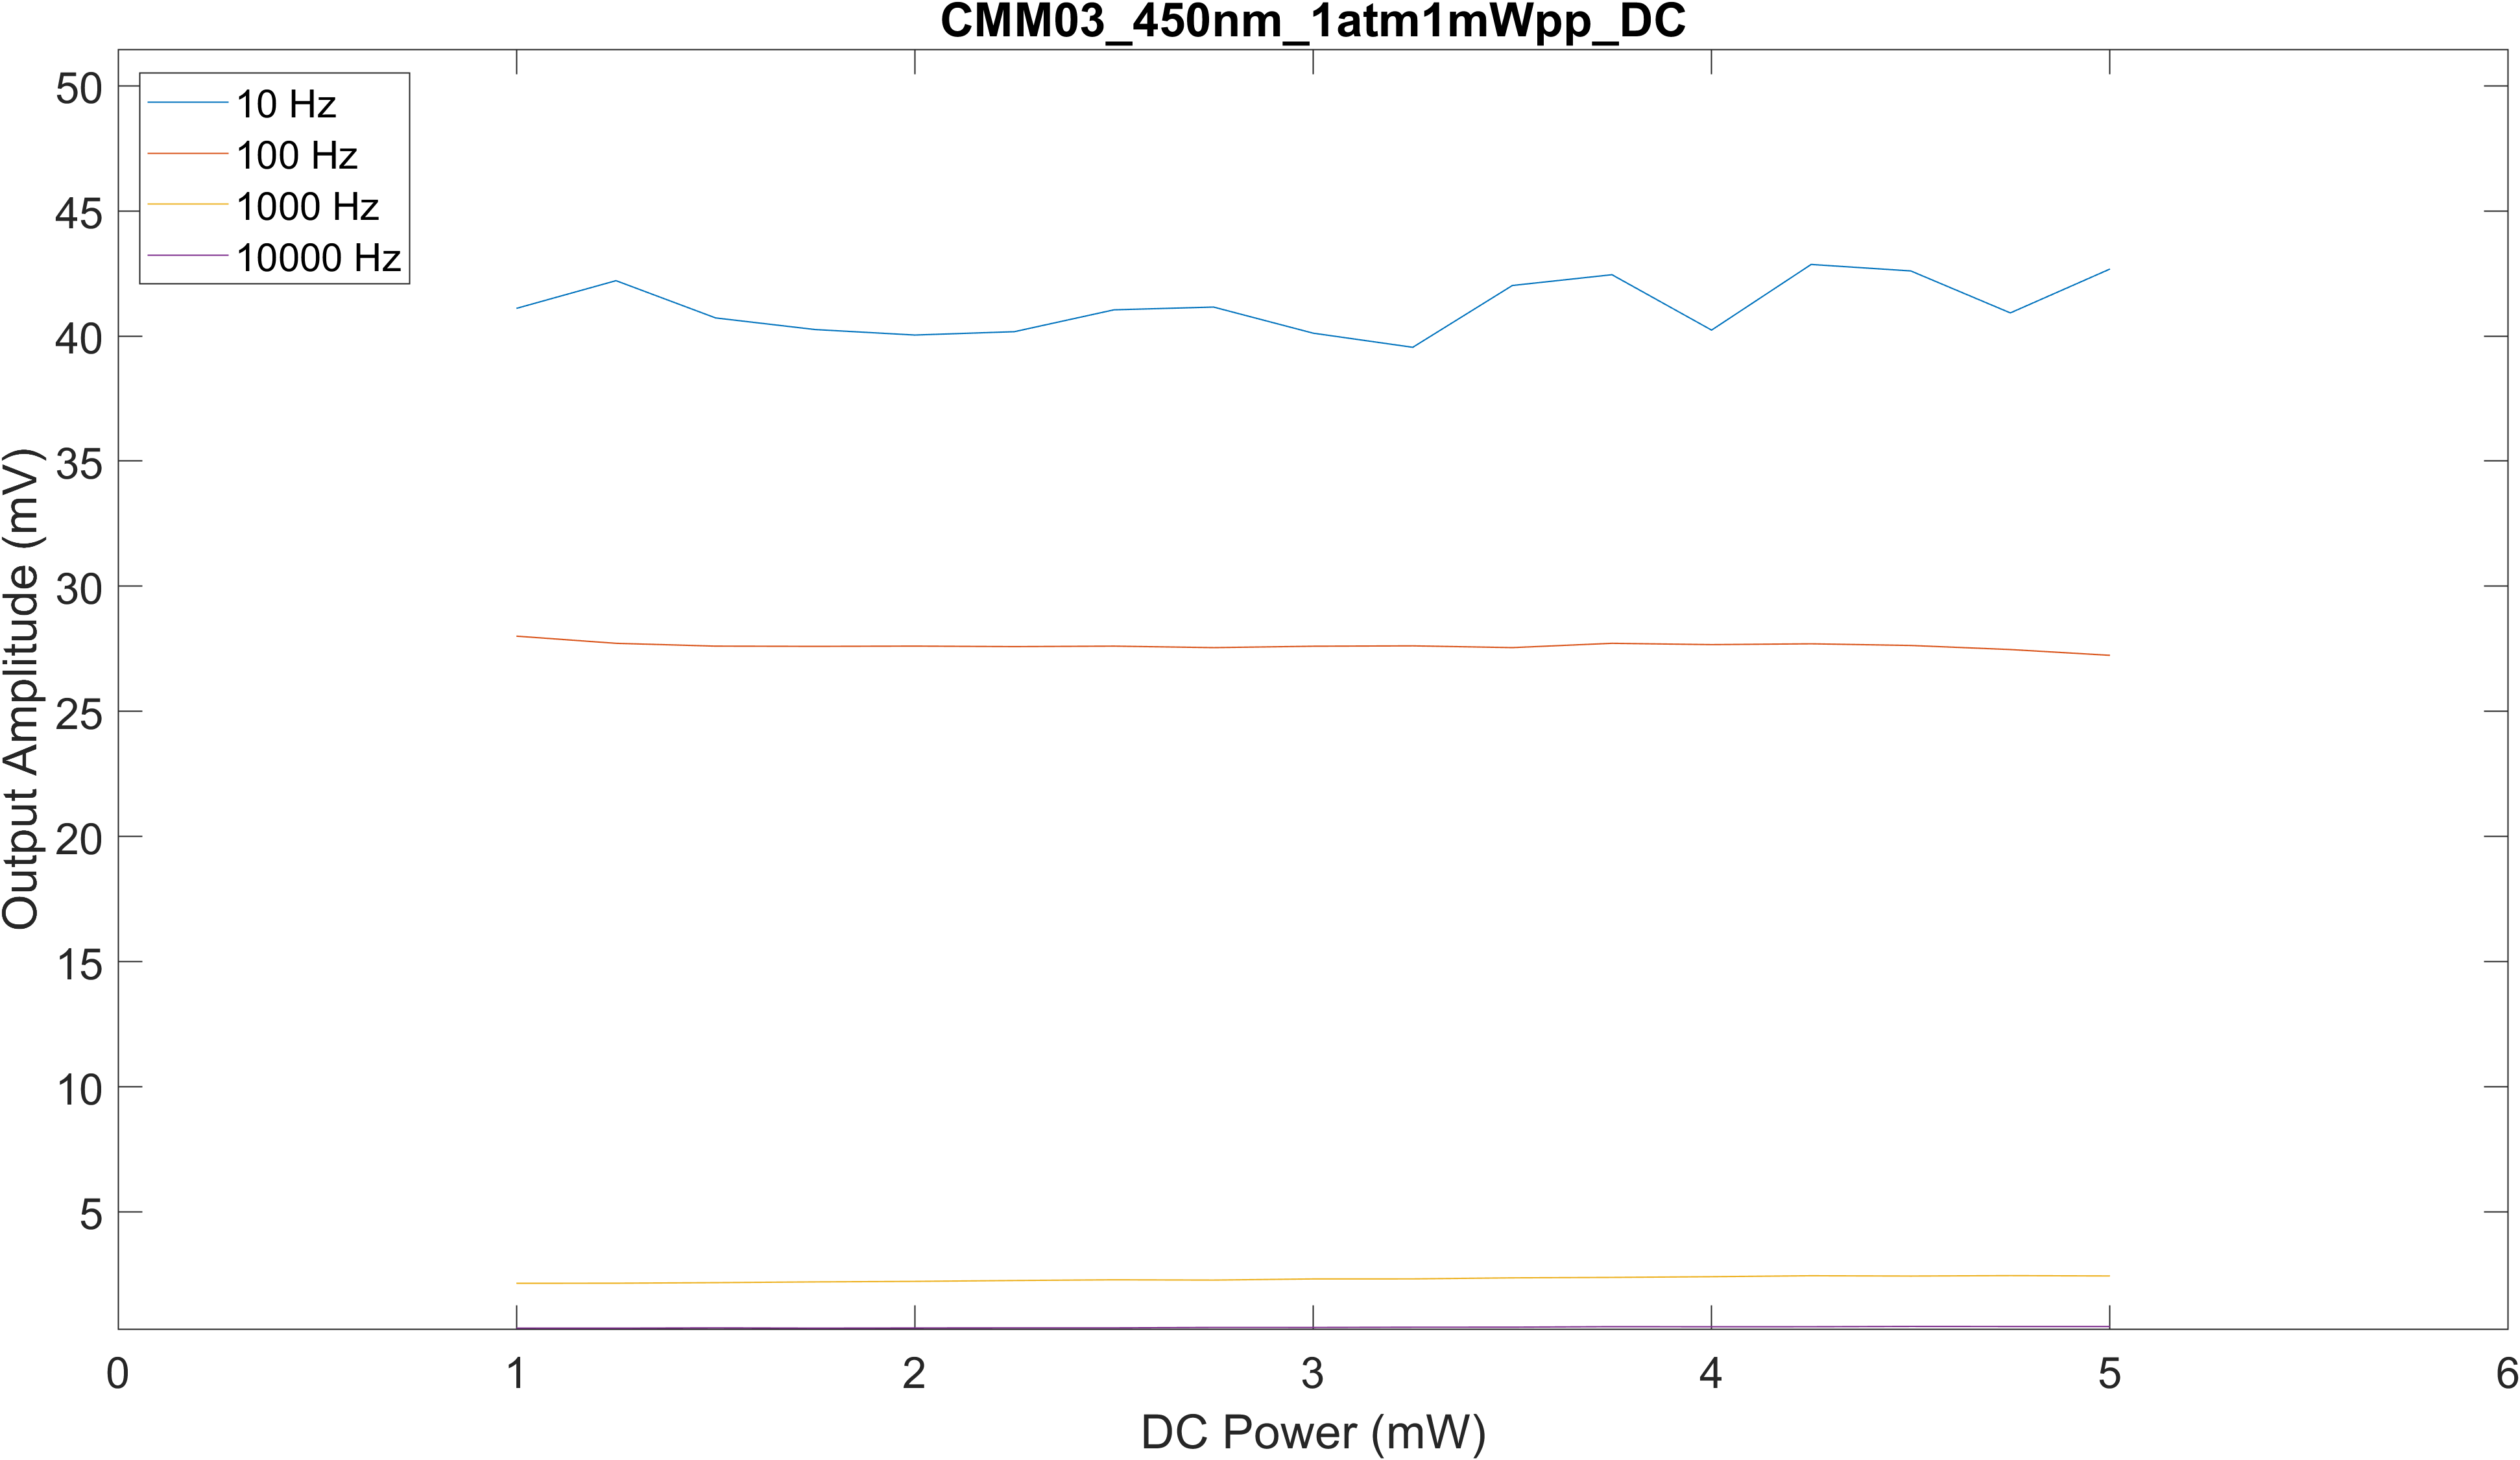 CMM03_450nm_1atm1mWpp_DC
10 Hz
100 Hz
1000 Hz
10000 Hz
Output Amplitude (mV)
50
45
40
35
30
25
20
15
10
5
0 1 2 3 4 5 6
DC Power (mW)